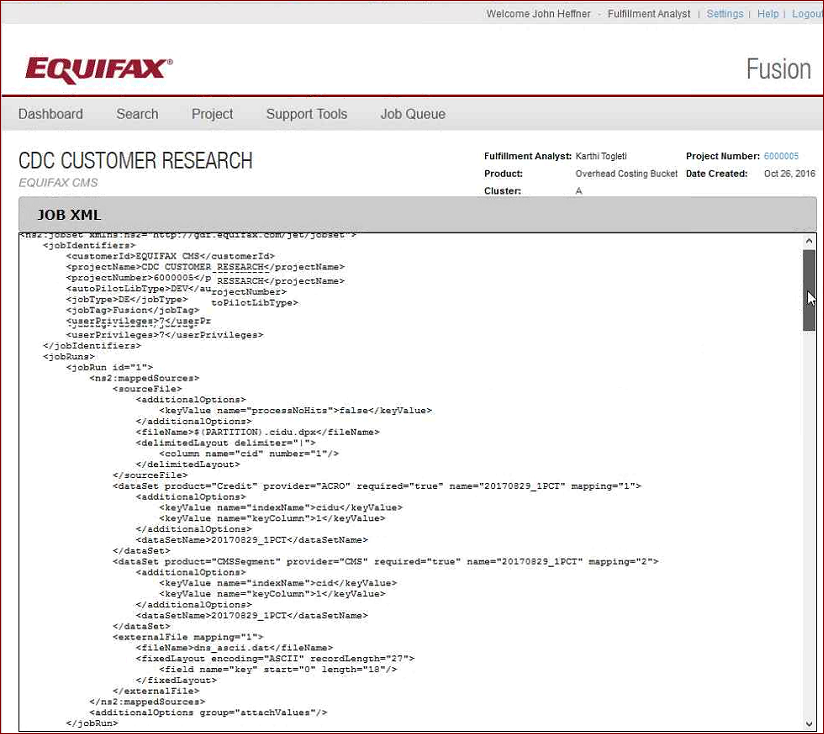 Welcome John Heffner - Fulfillment Analyst | Settings | Help | Logou
EQUIFAX®
Fusion
Dashboard Search Project Support Tools Job Queue
CDC CUSTOMER RESEARCH
EQUIFAX CMS
Fulfillment Analyst: Karthi Togleti Project Number: 6000005
Product: Overhead Costing Bucket Date Created: Oct 26, 2016
Cluster: A
JOB XML
<ns2:jobSet xmlns:ns2="http://gdf.equifax.com/jet/jobset">
<jobIdentifiers>
<customerId>EQUIFAX CMS</customerId>
<projectName>CDC CUSTOMER RESEARCH</projectName>
<projectNumber>6000005</p RESEARCH</projectName>
<autoPilotLibType>DEV</au rojectNumber>
<jobType>DE</jobType> toPilotLibType>
<jobTag>Fusion</jobTag>
<userPrivileges>7</userPr
<userPrivileges>7</userPrivileges>
</jobIdentifiers>
<jobRuns>
<jobRun id="1">
<ns2:mappedSources>
<sourceFile>
<additionalOptions>
<keyValue name="processNoHits">false</keyValue>
</additionalOptions>
<fileName>$(PARTITION).cidu.dpx</fileName>
<delimitedLayout delimiter="|">
<column name="cid" number="1"/>
</delimitedLayout>
</sourceFile>
<dataSet product="Credit" provider="ACRO" required="true" name="20170829_1PCT" mapping="1">
<additionalOptions>
<keyValue name="indexName">cidu</keyValue>
<keyValue name="keyColumn">1</keyValue>
</additionalOptions>
<dataSetName>20170829_1PCT</dataSetName>
</dataSet>
<dataSet product="CMSSegment" provider="CMS" required="true" name="20170829_1PCT" mapping="2">
<additionalOptions>
<keyValue name="indexName">cid</keyValue>
<keyValue name="keyColumn">1</keyValue>
</additionalOptions>
<dataSetName>20170829_1PCT</dataSetName>
</dataSet>
<externalFile mapping="1">
<fileName>dns_ascii.dat</fileName>
<fixedLayout encoding="ASCII" recordLength="27">
<field name="key" start="0" length="18"/>
</fixedLayout>
</externalFile>
</ns2:mappedSources>
<additionalOptions group="attachValues"/>
</jobRun>